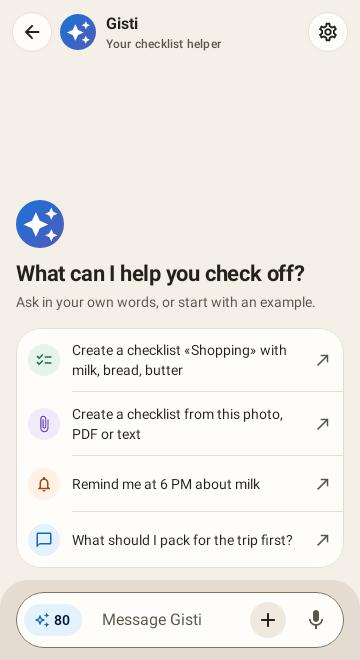 Gisti
Your checklist helper
What can I help you check off?
Ask in your own words, or start with an example.
Create a checklist «Shopping» with
milk, bread, butter
Create a checklist from this photo,
PDF or text
Remind me at 6 PM about milk
What should I pack for the trip first?
80 Message Gisti